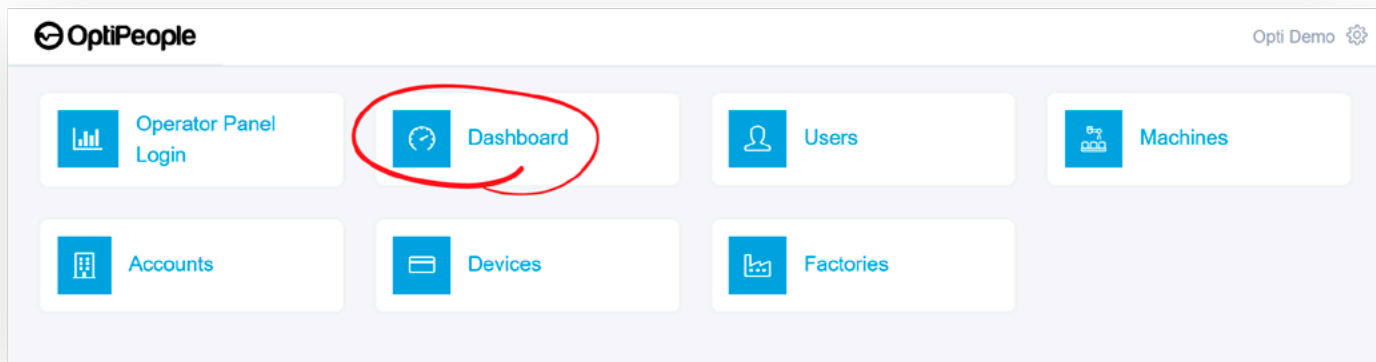 OptiPeople
Opti Demo
Operator Panel
Login
Dashboard
Users
Machines
Accounts
Devices
Factories